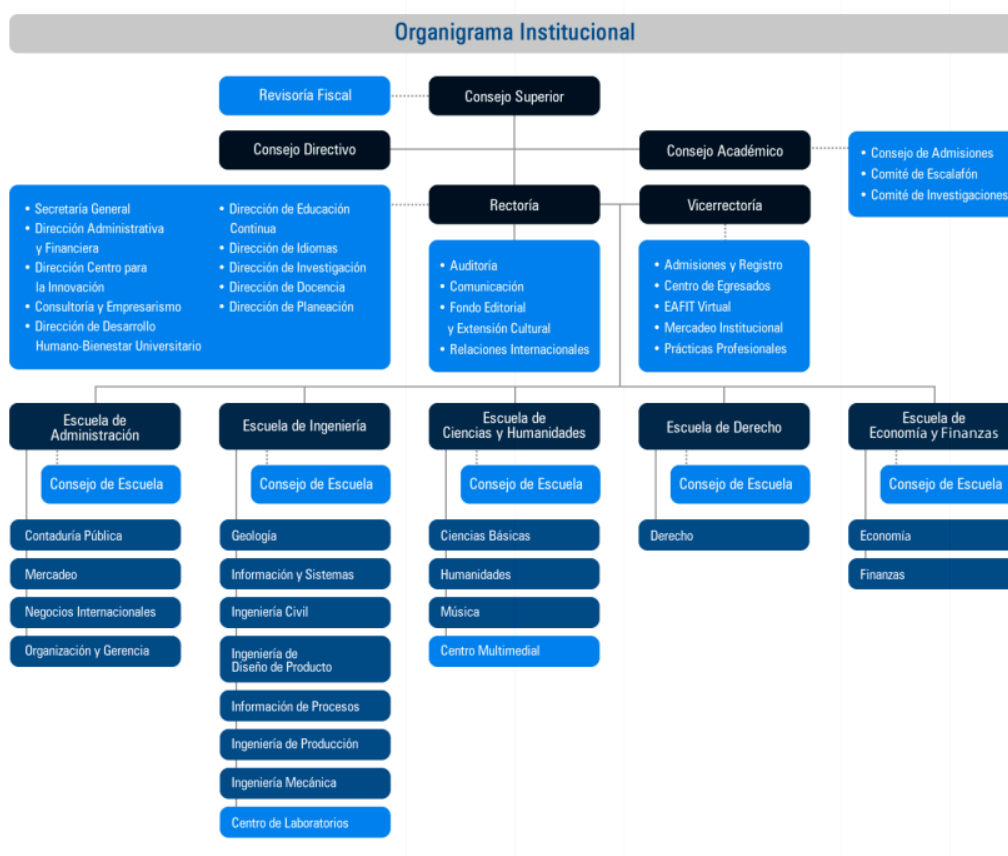 Organigrama Institucional
Revisoría Fiscal
Consejo Superior
Consejo Directivo
Consejo Académico
• Consejo de Admisiones
• Comité de Escalafón
• Comité de Investigaciones
• Secretaría General
• Dirección Administrativa
y Financiera
• Dirección Centro para
la Innovación
• Consultoría y Empresarismo
• Dirección de Desarrollo
Humano-Bienestar Universitario
• Dirección de Educación
Continua
• Dirección de Idiomas
• Dirección de Investigación
• Dirección de Docencia
• Dirección de Planeación
Rectoría
Vicerrectoría
• Auditoría
• Comunicación
• Fondo Editorial
y Extensión Cultural
• Relaciones Internacionales
• Admisiones y Registro
• Centro de Egresados
• EAFIT Virtual
• Mercadeo Institucional
• Prácticas Profesionales
Escuela de
Administración
Consejo de Escuela
Contaduría Pública
Mercadeo
Negocios Internacionales
Organización y Gerencia
Escuela de Ingeniería
Consejo de Escuela
Geología
Información y Sistemas
Ingeniería Civil
Ingeniería de
Diseño de Producto
Información de Procesos
Ingeniería de Producción
Ingeniería Mecánica
Centro de Laboratorios
Escuela de
Ciencias y Humanidades
Consejo de Escuela
Ciencias Básicas
Humanidades
Música
Centro Multimedial
Escuela de Derecho
Consejo de Escuela
Derecho
Escuela de
Economía y Finanzas
Consejo de Escuela
Economía
Finanzas